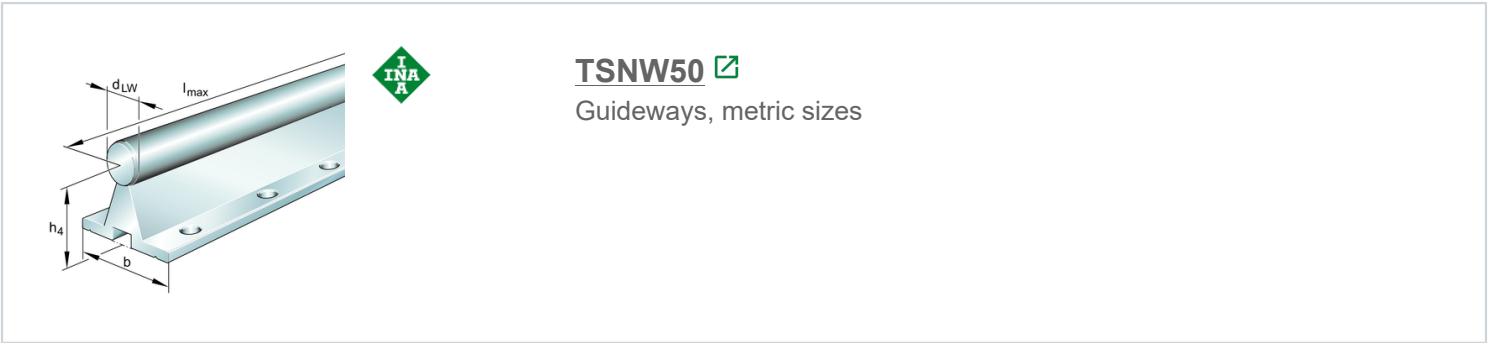 dLW
lmax
h4
b
I
INA
A
TSNW50
Guideways, metric sizes